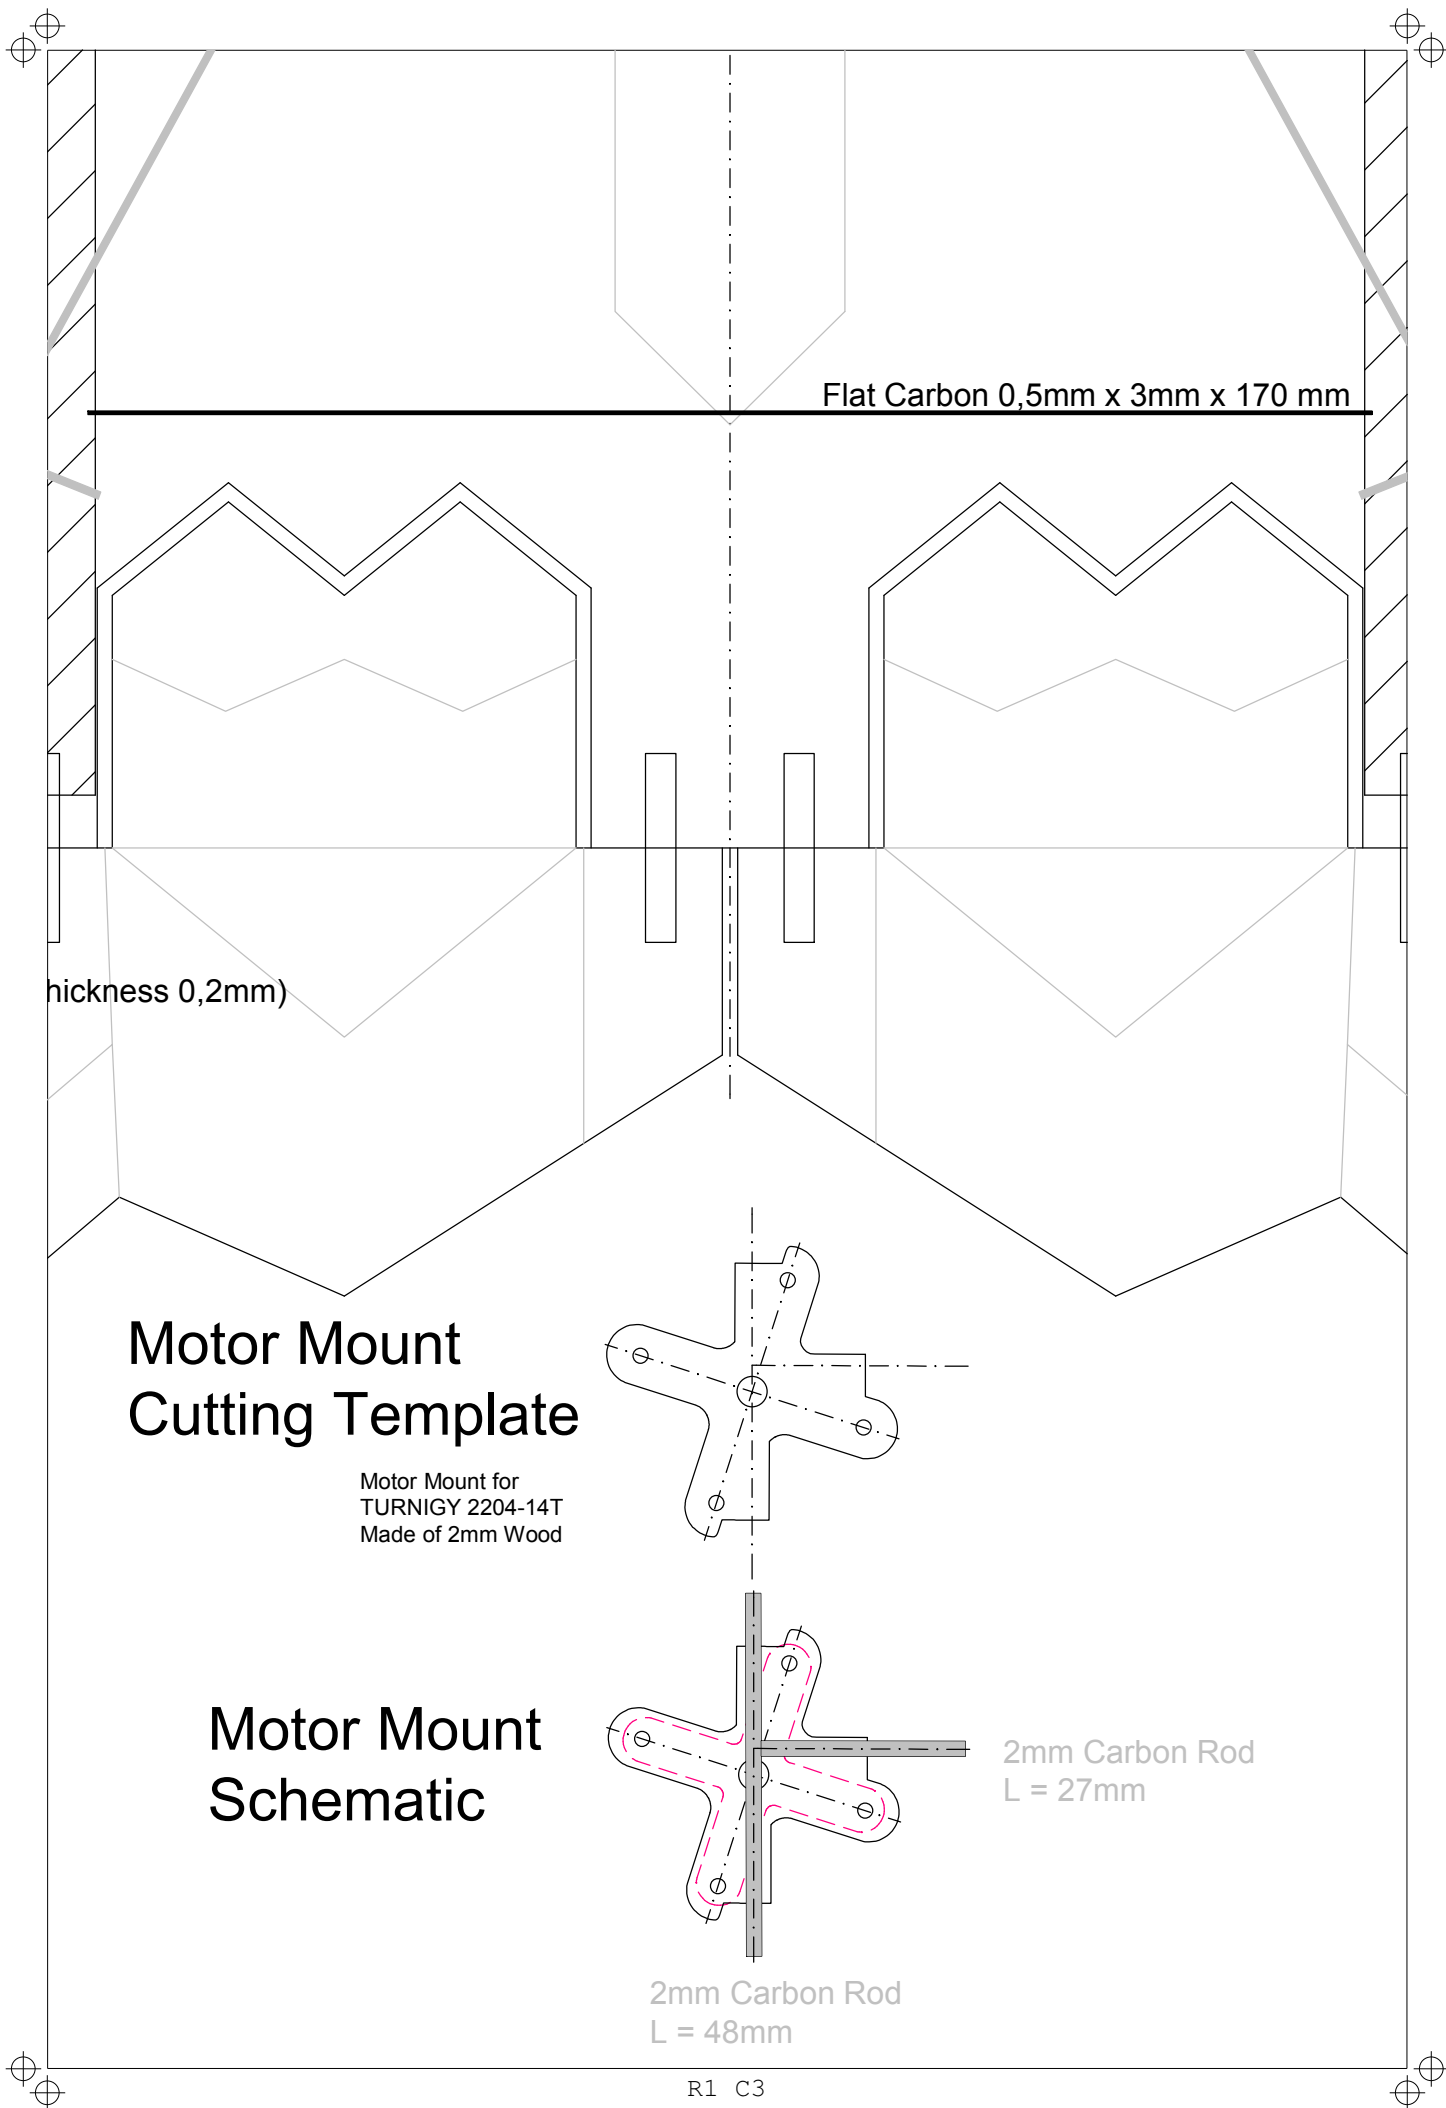 Flat Carbon 0,5mm x 3mm x 170 mm
hickness 0,2mm)
Motor Mount
Cutting Template
Motor Mount for
TURNIGY 2204-14T
Made of 2mm Wood
Motor Mount
Schematic
2mm Carbon Rod
L = 27mm
2mm Carbon Rod
L = 48mm
R1 C3